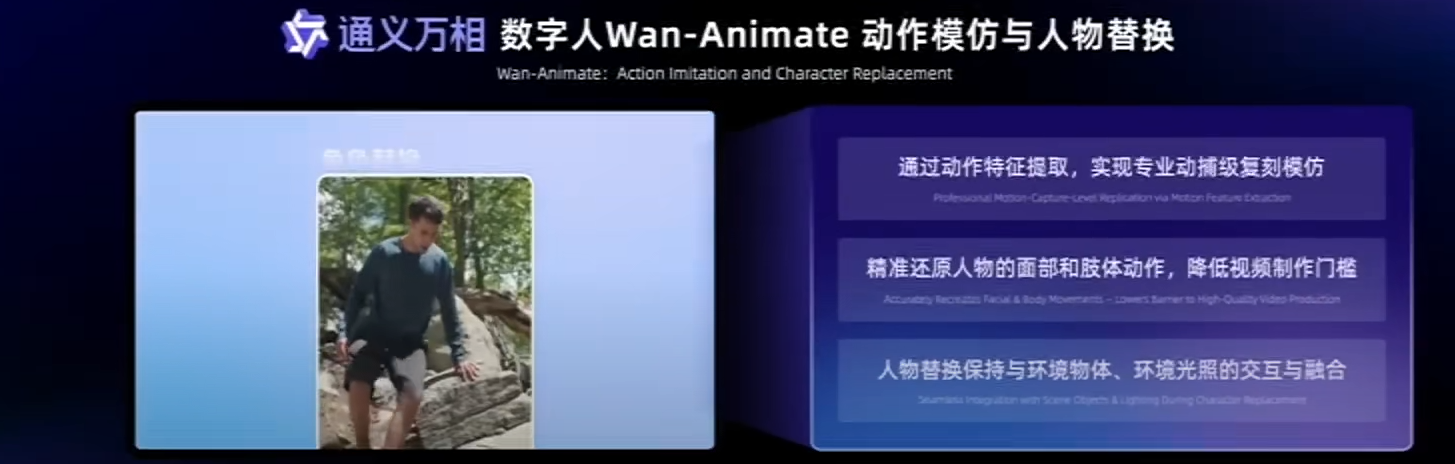 通义万相 数字人Wan-Animate 动作模仿与人物替换
Wan-Animate: Action Imitation and Character Replacement
角色替换
通过动作特征提取，实现专业动捕级复刻模仿
Professional Motion-Capture-Level Replication via Motion Feature Extraction
精准还原人物的面部和肢体动作，降低视频制作门槛
Accurately Recreates Facial & Body Movements – Lowers Barrier to High-Quality Video Production
人物替换保持与环境物体、环境光照的交互与融合
Seamless Integration with Scene Objects & Lighting During Character Replacement